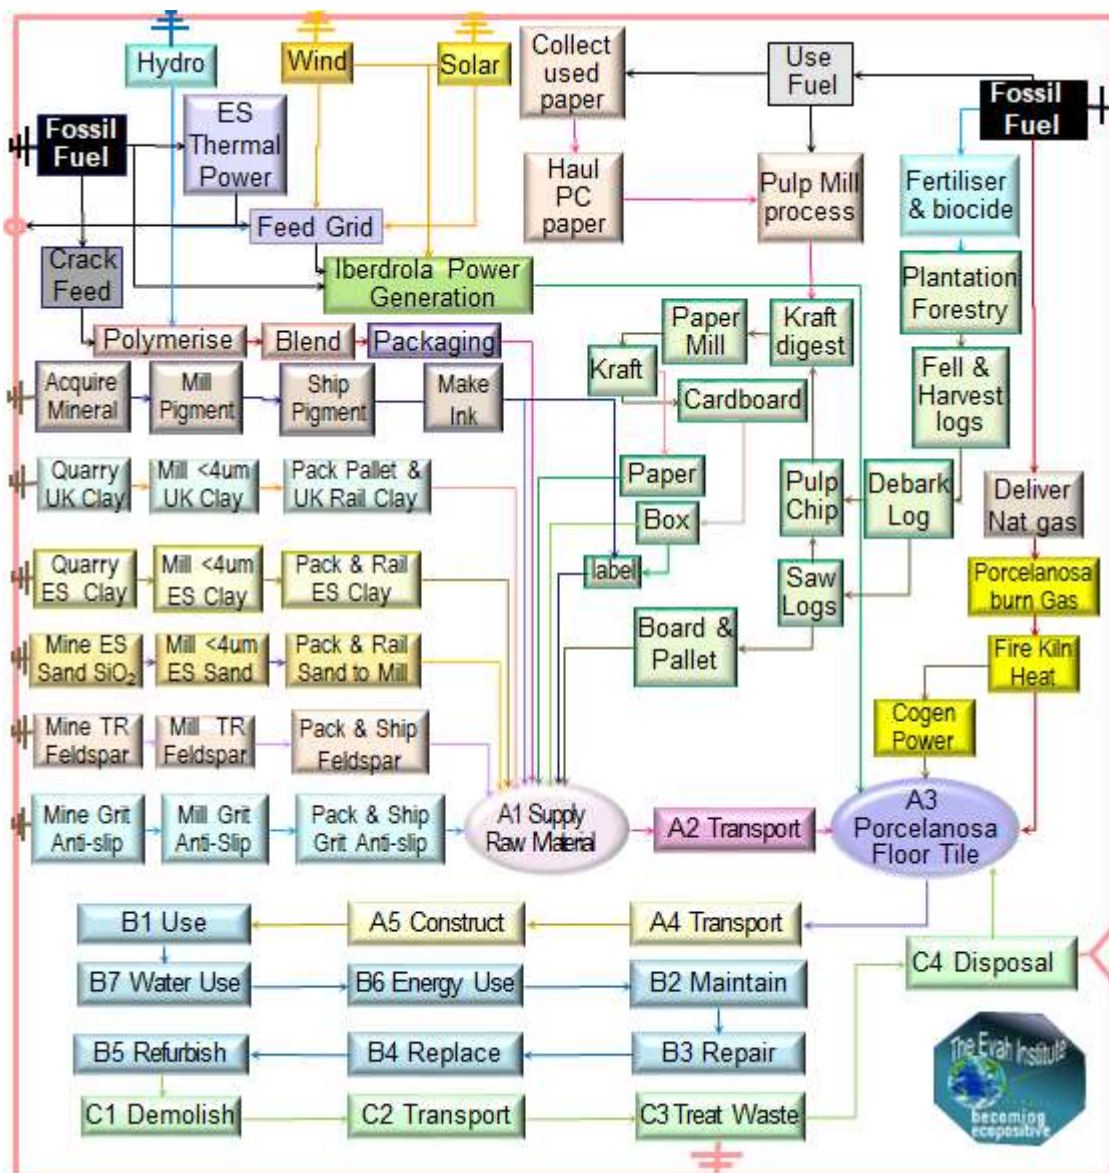 Hydro
Wind
Solar
Collect
used
paper
Use
Fuel
Fossil
Fuel
Fossil
Fuel
ES
Thermal
Power
Haul
PC
paper
Pulp Mill
process
Fertiliser
& biocide
Feed Grid
Crack
Feed
Iberdrola Power
Generation
Plantation
Forestry
Polymerise
Blend
Packaging
Paper
Mill
Kraft
digest
Kraft
Cardboard
Fell &
Harvest
logs
Acquire
Mineral
Mill
Pigment
Ship
Pigment
Make
Ink
Quarry
UK Clay
Mill <4um
UK Clay
Pack Pallet &
UK Rail Clay
Paper
Box
label
Pulp
Chip
Debark
Log
Deliver
Nat gas
Quarry
ES Clay
Mill <4um
ES Clay
Pack & Rail
ES Clay
Saw
Logs
Porcelanosa
burn Gas
Mine ES
Sand SiO₂
Mill <4um
ES Sand
Pack & Rail
Sand to Mill
Board &
Pallet
Fire Kiln
Heat
Mine TR
Feldspar
Mill TR
Feldspar
Pack & Ship
Feldspar
Cogen
Power
Mine Grit
Anti-slip
Mill Grit
Anti-Slip
Pack & Ship
Grit Anti-slip
A1 Supply
Raw Material
A2 Transport
A3
Porcelanosa
Floor Tile
B1 Use
A5 Construct
A4 Transport
C4 Disposal
B7 Water Use
B6 Energy Use
B2 Maintain
B5 Refurbish
B4 Replace
B3 Repair
C1 Demolish
C2 Transport
C3 Treat Waste
The Evah Institute
becoming
ecopositive